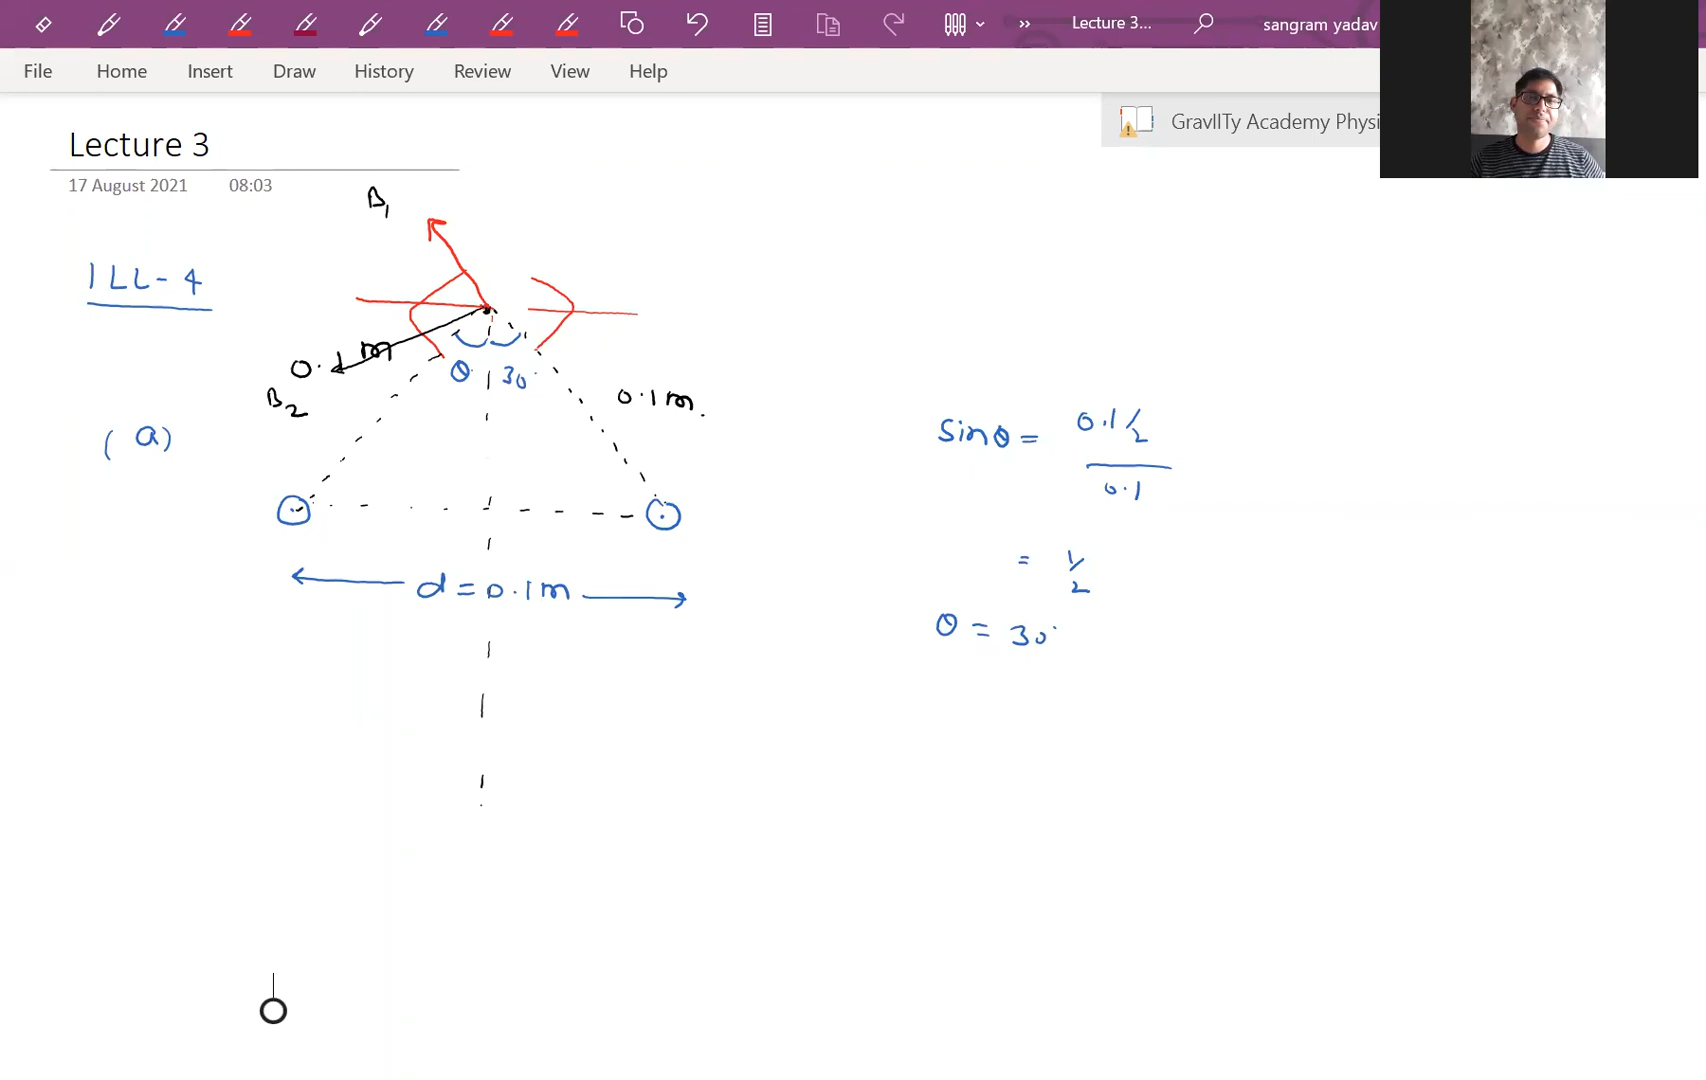 Lecture 3...
sangram yadav
File Home Insert Draw History Review View Help
GravIITy Academy Physi
Lecture 3
17 August 2021 08:03
B1
ILL-4
0.1m
B2
θ 30°
0.1m.
(a)
d=0.1m
Sinθ = 0.1/2
0.1
= 1/2
θ = 30°